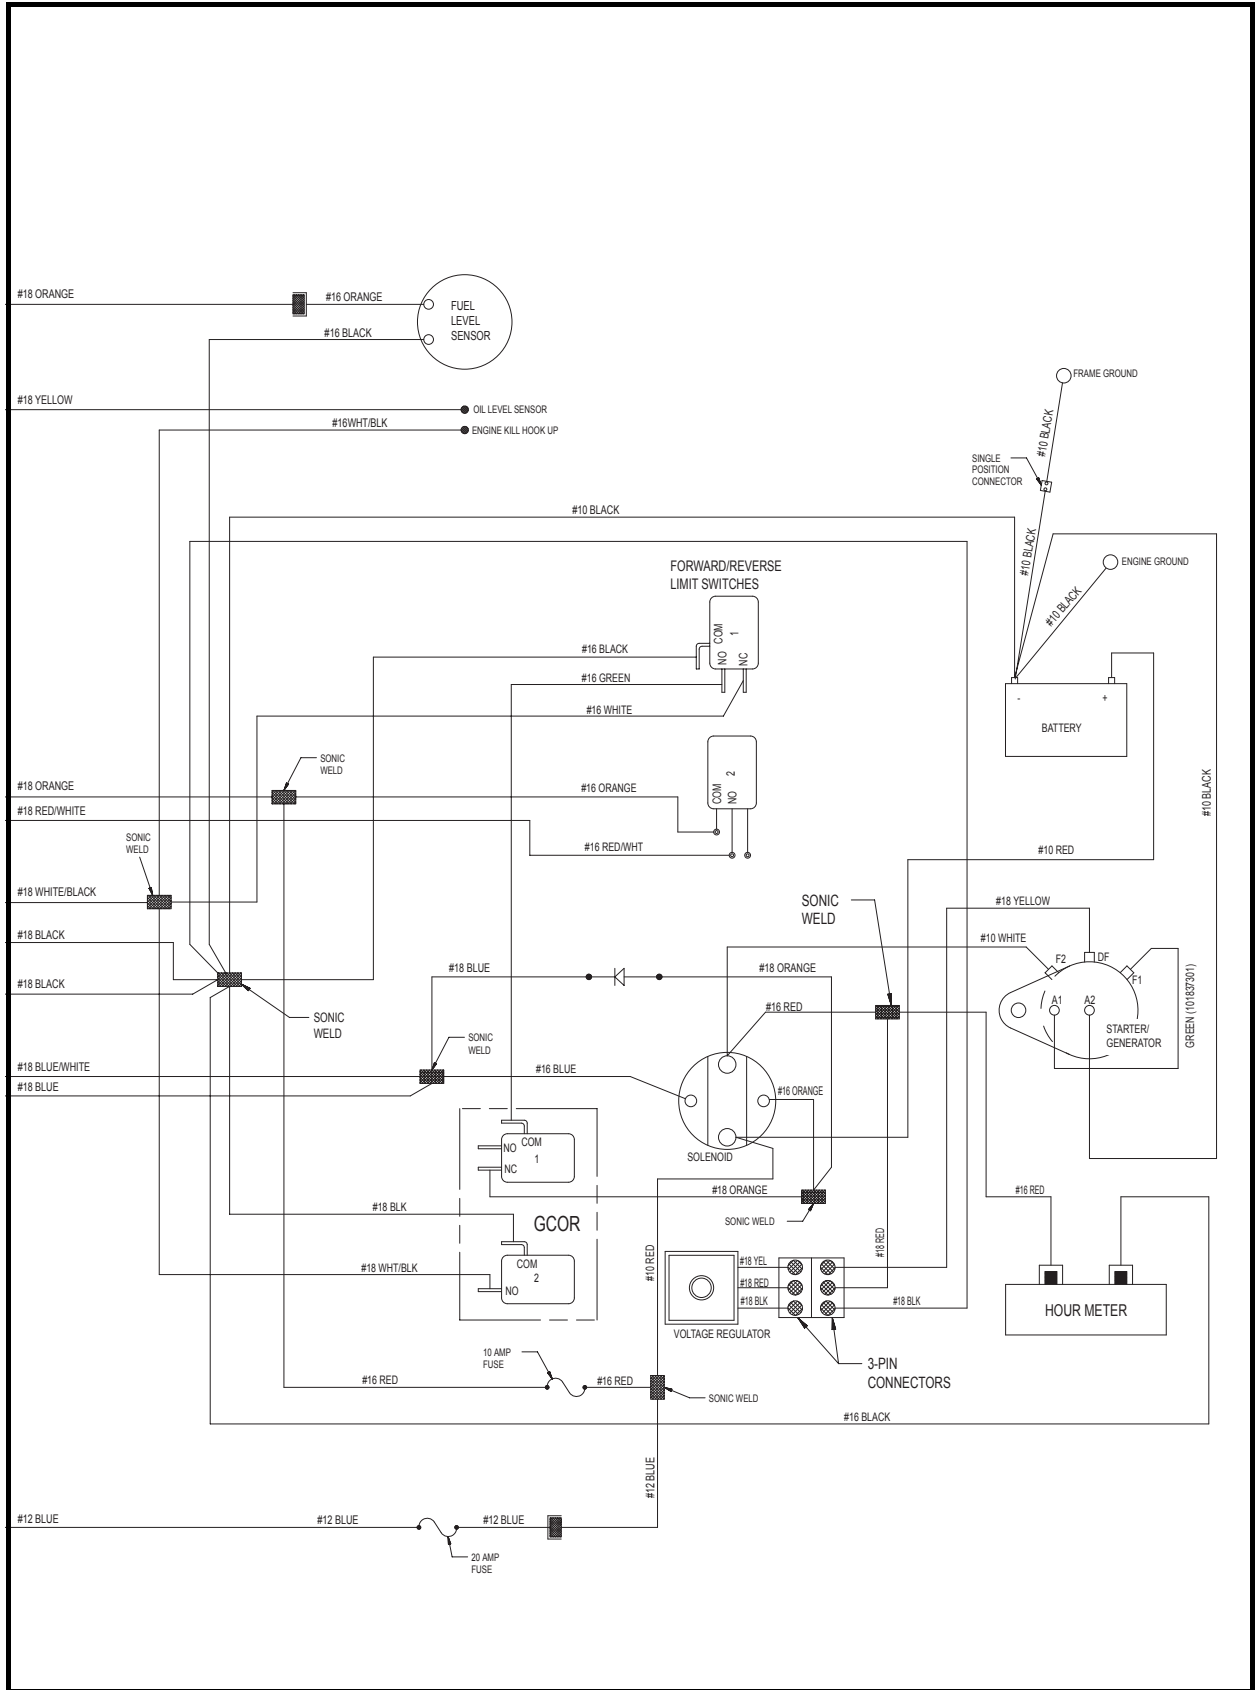 #18 ORANGE
#16 ORANGE
FUEL
LEVEL
SENSOR
#16 BLACK
FRAME GROUND
#18 YELLOW
OIL LEVEL SENSOR
#16WHT/BLK
ENGINE KILL HOOK UP
#10 BLACK
SINGLE
POSITION
CONNECTOR
#10 BLACK
#10 BLACK
ENGINE GROUND
#10 BLACK
FORWARD/REVERSE
LIMIT SWITCHES
COM
1
NO
NC
#16 BLACK
#16 GREEN
#16 WHITE
-
+
BATTERY
SONIC
WELD
#18 ORANGE
#16 ORANGE
COM
NO
2
#10 BLACK
#18 RED/WHITE
SONIC
WELD
#16 RED/WHT
#10 RED
#18 WHITE/BLACK
SONIC
WELD
#18 YELLOW
#18 BLACK
#10 WHITE
F2
DF
F1
#18 BLACK
#18 BLUE
#18 ORANGE
#16 RED
A1
A2
STARTER/
GENERATOR
GREEN (101837301)
SONIC
WELD
SONIC
WELD
#18 BLUE/WHITE
#16 BLUE
#18 BLUE
#16 ORANGE
NO
COM
1
NC
SOLENOID
#18 ORANGE
#16 RED
#18 BLK
GCOR
SONIC WELD
#10 RED
#18 RED
#18 WHT/BLK
COM
2
NO
#18 YEL
#18 RED
#18 BLK
#18 BLK
HOUR METER
VOLTAGE REGULATOR
10 AMP
FUSE
3-PIN
CONNECTORS
#16 RED
#16 RED
SONIC WELD
#16 BLACK
#12 BLUE
#12 BLUE
#12 BLUE
#12 BLUE
20 AMP
FUSE